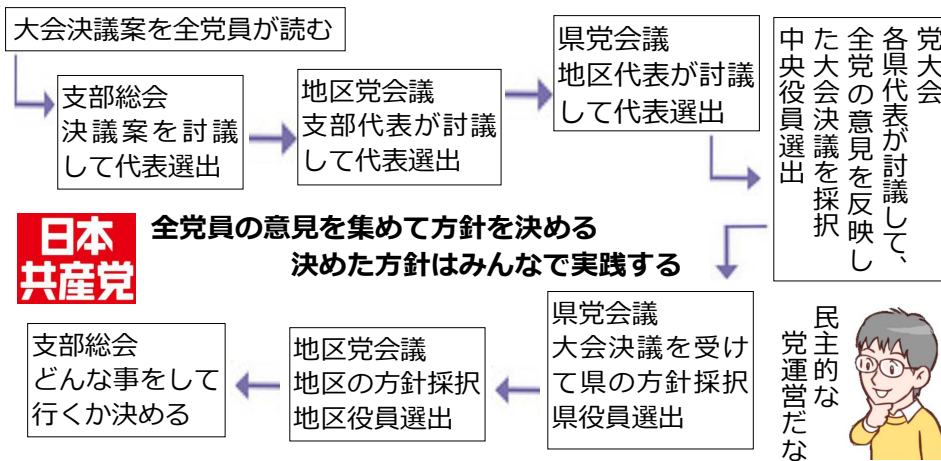 大会決議案を全党員が読む
支部総会
決議案を討議
して代表選出
地区党会議
支部代表が討議
して代表選出
県党会議
地区代表が討議
して代表選出
党大会
各県代表が討議して、
全党の意見を反映し
た大会決議を採択
中央役員選出
日本
共産党
全党員の意見を集めて方針を決める
決めた方針はみんなで実践する
県党会議
大会決議を受け
て県の方針採択
県役員選出
地区党会議
地区の方針採択
地区役員選出
支部総会
どんな事をして
行くか決める
民主的な
党運営だな